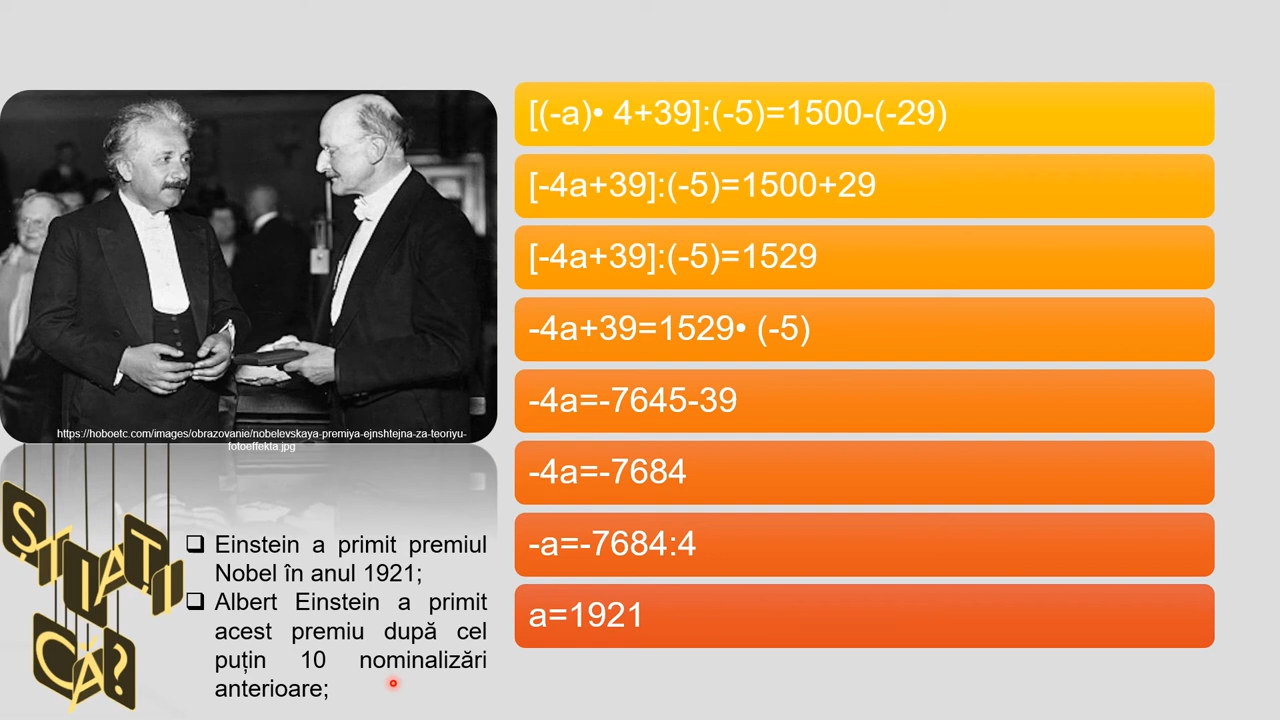 https://hoboetc.com/images/obrazovanie/nobelevskaya-premiya-ejnshtejna-za-teoriyu-
fotoeffekta.jpg
ȘTIAȚI
CĂ?
❑ Einstein a primit premiul
Nobel în anul 1921;
❑ Albert Einstein a primit
acest premiu după cel
puțin 10 nominalizări
anterioare;
[(-a)• 4+39]:(-5)=1500-(-29)
[-4a+39]:(-5)=1500+29
[-4a+39]:(-5)=1529
-4a+39=1529• (-5)
-4a=-7645-39
-4a=-7684
-a=-7684:4
a=1921